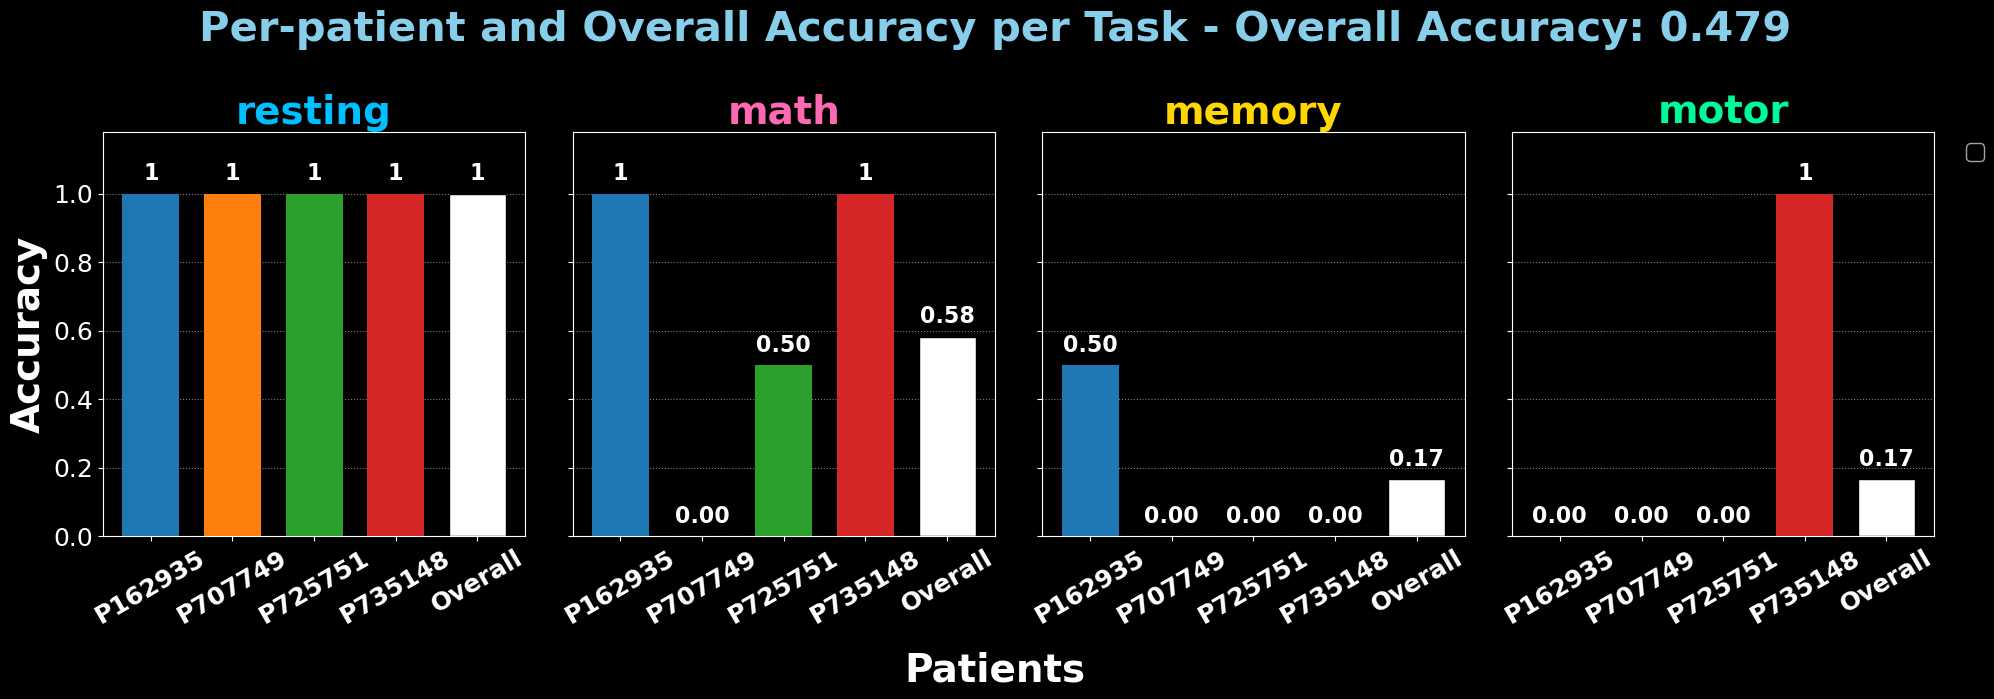 Per-patient and Overall Accuracy per Task - Overall Accuracy: 0.479
resting
math
memory
motor
Accuracy
1.0
0.8
0.6
0.4
0.2
0.0
1 1 1 1 1
P162935 P707749 P725751 P735148 Overall
1 0.00 0.50 1 0.58
P162935 P707749 P725751 P735148 Overall
0.50 0.00 0.00 0.00 0.17
P162935 P707749 P725751 P735148 Overall
0.00 0.00 0.00 1 0.17
P162935 P707749 P725751 P735148 Overall
Patients